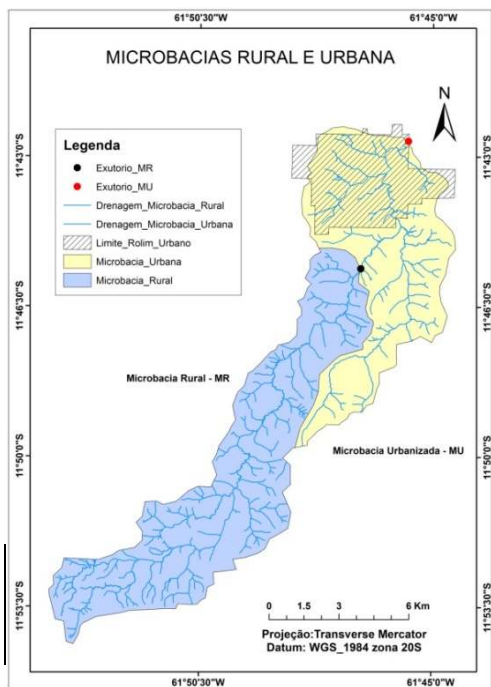 61°50'30"W
61°45'0"W
MICROBACIAS RURAL E URBANA
N
11°43'0"S
11°43'0"S
Legenda
Exutorio_MR
Exutorio_MU
Drenagem_Microbacia_Rural
Drenagem_Microbacia_Urbana
Limite_Rolim_Urbano
Microbacia_Urbana
Microbacia_Rural
11°46'30"S
11°46'30"S
Microbacia Rural - MR
Microbacia Urbanizada - MU
11°50'0"S
11°50'0"S
11°53'30"S
11°53'30"S
0 1.5 3 6 Km
Projeção:Transverse Mercator
Datum: WGS_1984 zona 20S
61°50'30"W
61°45'0"W